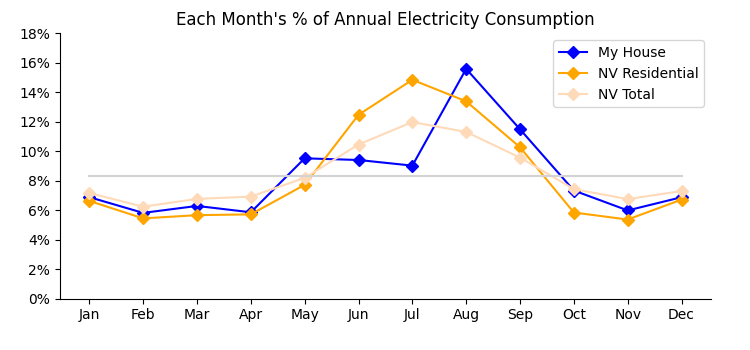 Each Month's % of Annual Electricity Consumption
18%
16%
14%
12%
10%
8%
6%
4%
2%
0%
My House
NV Residential
NV Total
Jan Feb Mar Apr May Jun Jul Aug Sep Oct Nov Dec